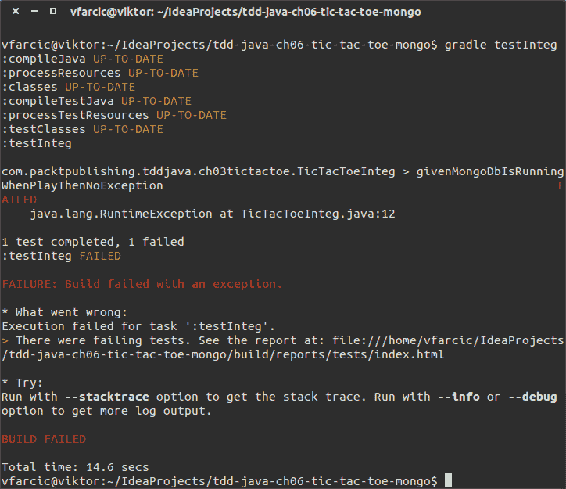 vfarcic@viktor: ~/IdeaProjects/tdd-java-ch06-tic-tac-toe-mongo
vfarcic@viktor:~/IdeaProjects/tdd-java-ch06-tic-tac-toe-mongo$ gradle testInteg
:compileJava UP-TO-DATE
:processResources UP-TO-DATE
:classes UP-TO-DATE
:compileTestJava UP-TO-DATE
:processTestResources UP-TO-DATE
:testClasses UP-TO-DATE
:testInteg
com.packtpublishing.tddjava.ch03tictactoe.TicTacToeInteg > givenMongoDbIsRunning
WhenPlayThenNoException F
AILED
java.lang.RuntimeException at TicTacToeInteg.java:12
1 test completed, 1 failed
:testInteg FAILED
FAILURE: Build failed with an exception.
* What went wrong:
Execution failed for task ':testInteg'.
> There were failing tests. See the report at: file:///home/vfarcic/IdeaProjects
/tdd-java-ch06-tic-tac-toe-mongo/build/reports/tests/index.html
* Try:
Run with --stacktrace option to get the stack trace. Run with --info or --debug
option to get more log output.
BUILD FAILED
Total time: 14.6 secs
vfarcic@viktor:~/IdeaProjects/tdd-java-ch06-tic-tac-toe-mongo$